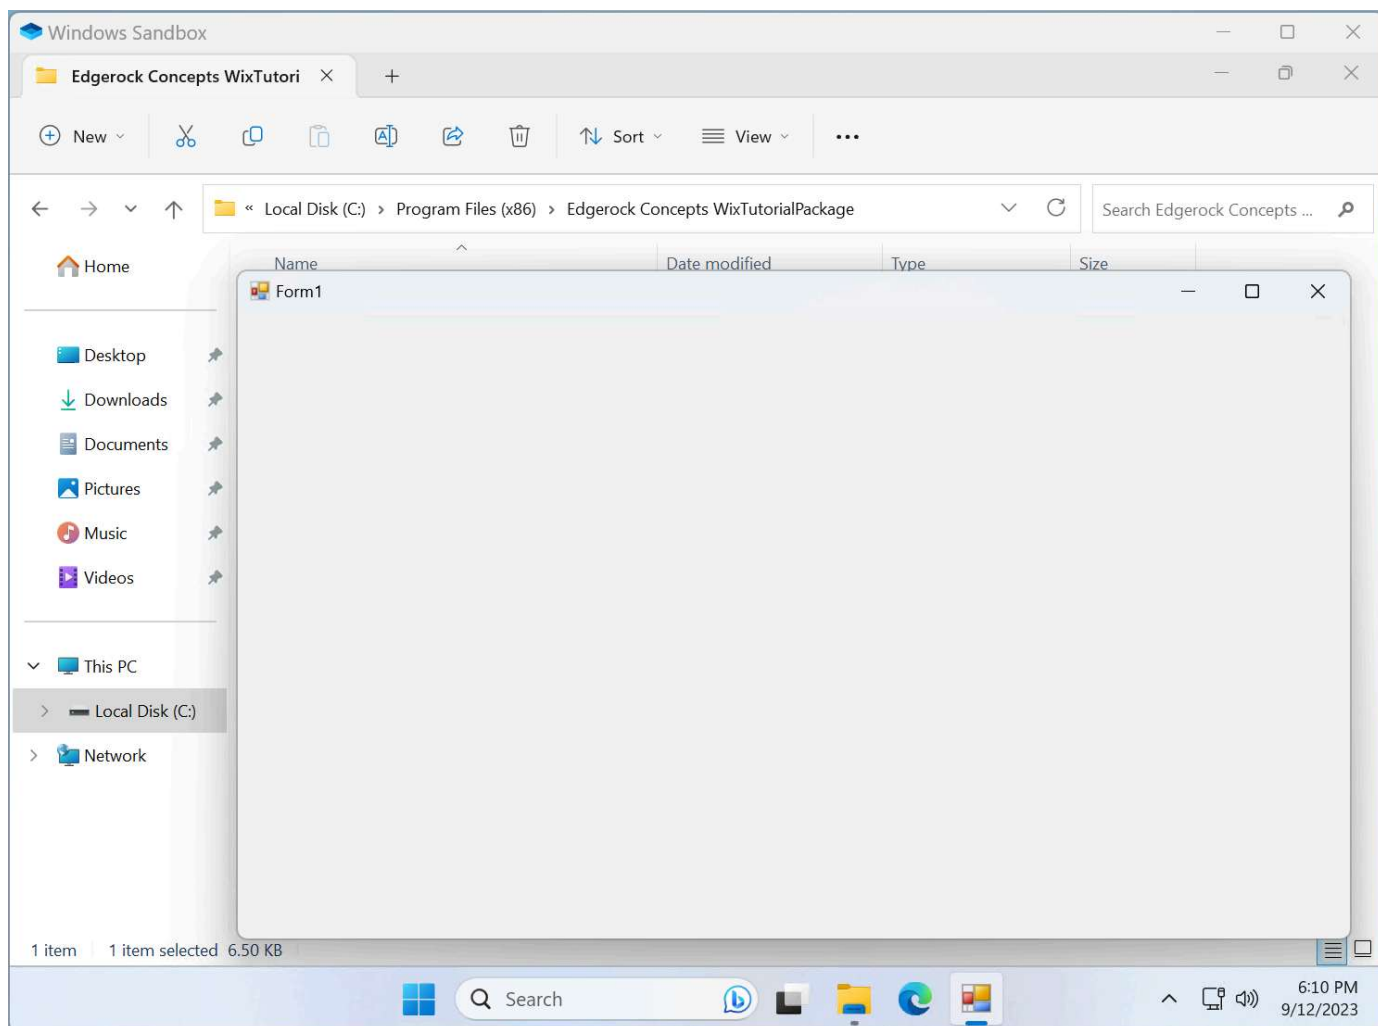 Windows Sandbox
Edgerock Concepts WixTutori
New
Sort
View
« Local Disk (C:) > Program Files (x86) > Edgerock Concepts WixTutorialPackage
Search Edgerock Concepts ...
Home
Name
Date modified
Type
Size
Form1
Desktop
Downloads
Documents
Pictures
Music
Videos
This PC
Local Disk (C:)
Network
1 item
1 item selected 6.50 KB
Search
6:10 PM
9/12/2023